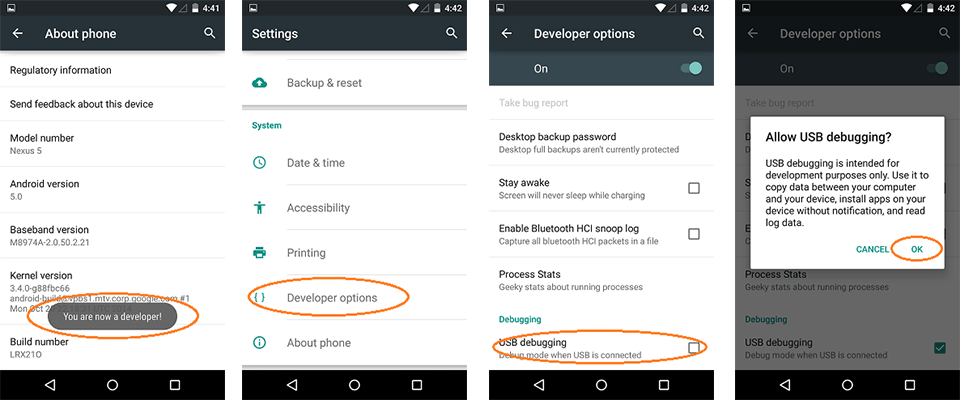 4:41
About phone
Regulatory information
Send feedback about this device
Model number
Nexus 5
Android version
5.0
Baseband version
M8974A-2.0.50.2.21
Kernel version
3.4.0-g88fbc66
android-build@vpbs1.mtv.corp.google.com #1
Mon Oct 20
You are now a developer!
Build number
LRX21O
4:42
Settings
Backup & reset
System
Date & time
Accessibility
Printing
{ } Developer options
About phone
4:42
Developer options
On
Take bug report
Desktop backup password
Desktop full backups aren't currently protected
Stay awake
Screen will never sleep while charging
Enable Bluetooth HCI snoop log
Capture all bluetooth HCI packets in a file
Process Stats
Geeky stats about running processes
Debugging
USB debugging
Debug mode when USB is connected
4:42
Developer options
On
Take bug report
Allow USB debugging?
USB debugging is intended for
development purposes only. Use it to
copy data between your computer
and your device, install apps on your
device without notification, and read
log data.
CANCEL OK
Process Stats
Geeky stats about running processes
Debugging
USB debugging
Debug mode when USB is connected